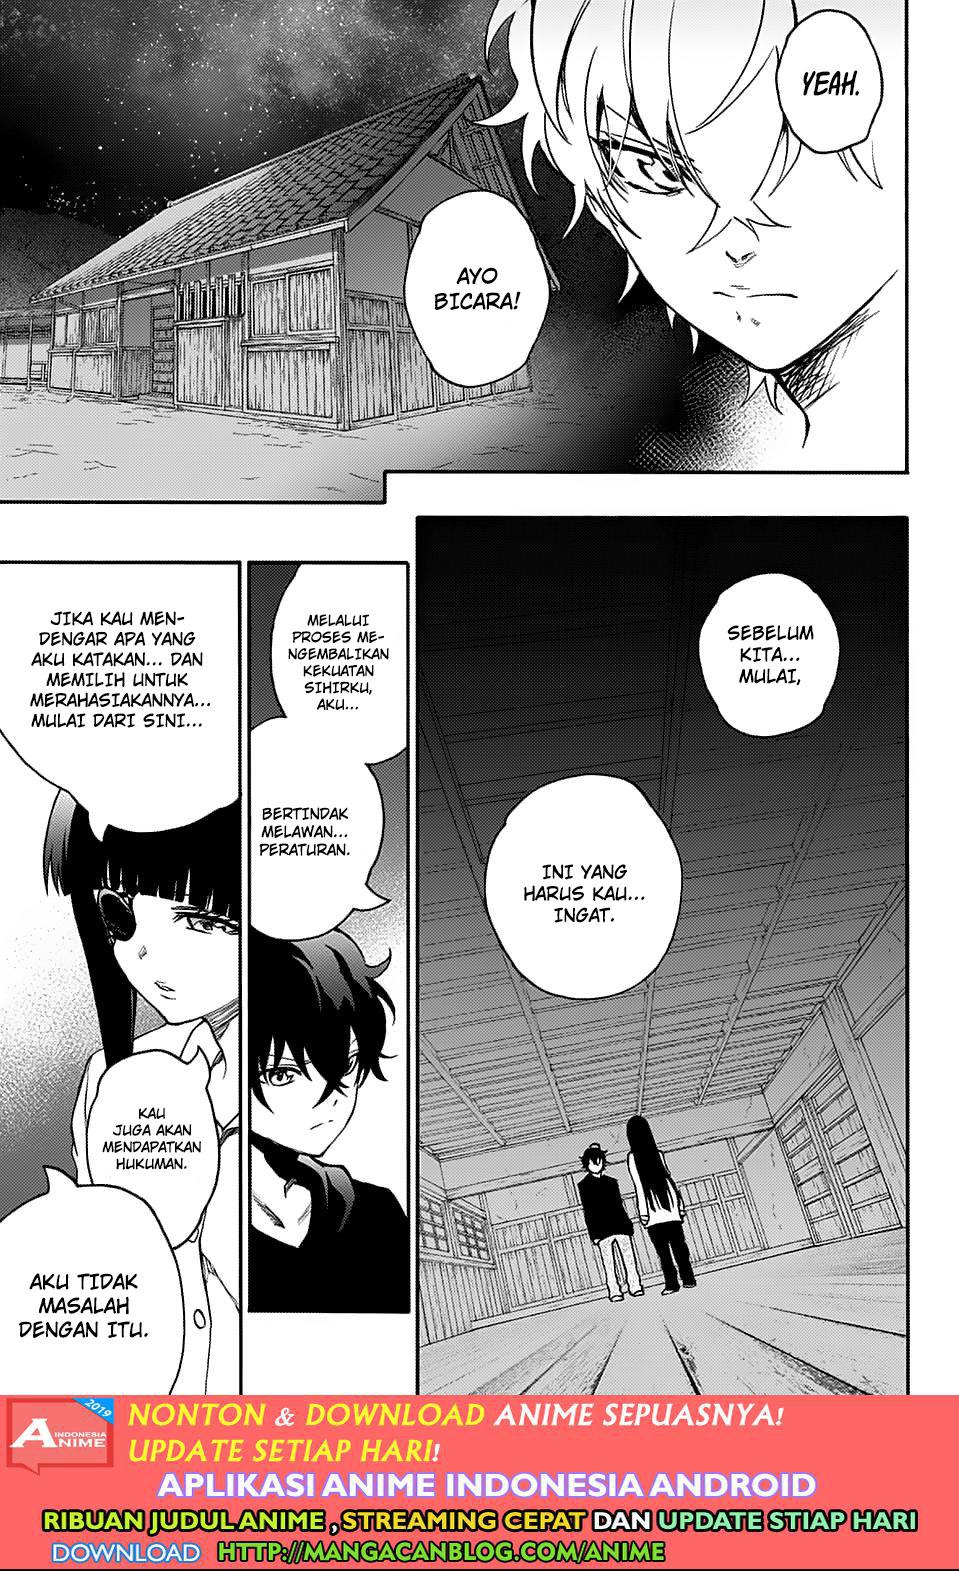 YEAH.
AYO
BICARA!
SEBELUM
KITA...
MULAI,
INI YANG
HARUS KAU...
INGAT.
MELALUI
PROSES ME-
NGEMBALIKAN
KEKUATAN
SIHIRKU,
AKU...
BERTINDAK
MELAWAN...
PERATURAN.
JIKA KAU MEN-
DENGAR APA YANG
AKU KATAKAN... DAN
MEMILIH UNTUK
MERAHASIAKANNYA...
MULAI DARI SINI...
KAU
JUGA AKAN
MENDAPATKAN
HUKUMAN.
AKU TIDAK
MASALAH
DENGAN ITU.
2019
INDONESIA
ANIME
NONTON & DOWNLOAD ANIME SEPUASNYA!
UPDATE SETIAP HARI!
APLIKASI ANIME INDONESIA ANDROID
RIBUAN JUDUL ANIME , STREAMING CEPAT DAN UPDATE STIAP HARI
DOWNLOAD HTTP://MANGACANBLOG.COM/ANIME